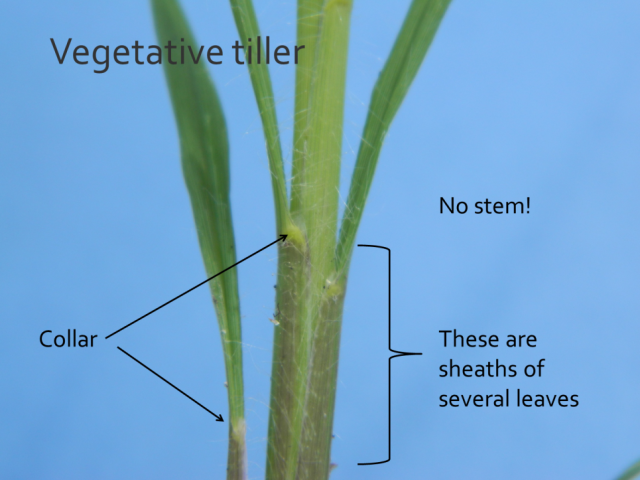 Vegetative tiller
No stem!
Collar
These are
sheaths of
several leaves